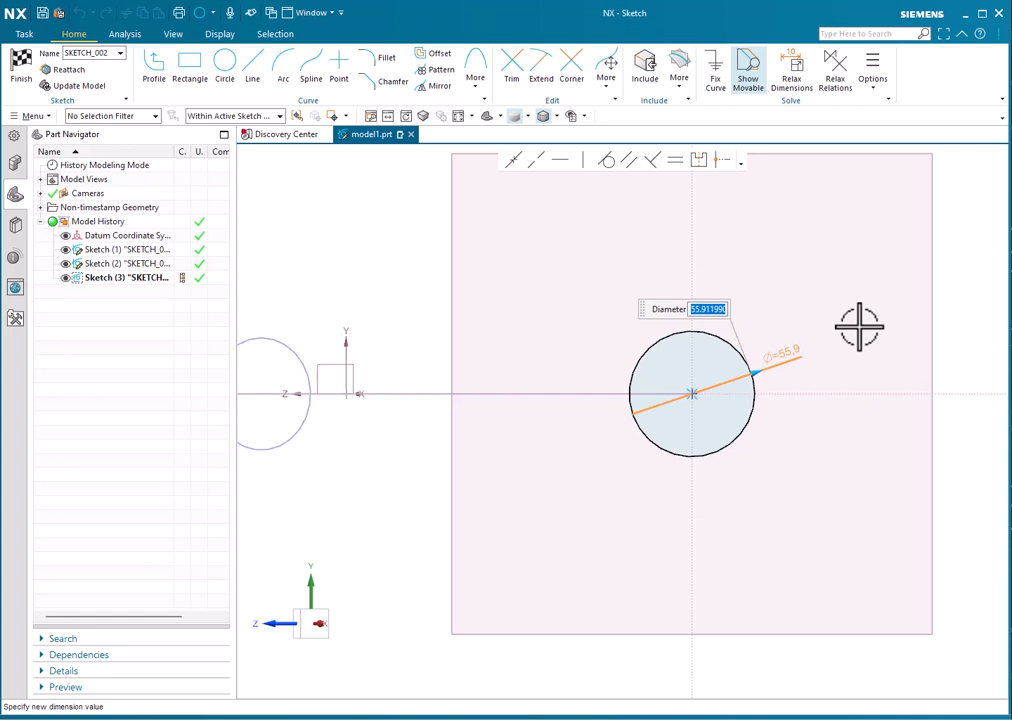 NX
Window
NX - Sketch
SIEMENS
Task
Home
Analysis
View
Display
Selection
Type Here to Search
Finish
Name
SKETCH_002
Reattach
Update Model
Sketch
Profile
Rectangle
Circle
Line
Arc
Spline
Point
Fillet
Chamfer
Offset
Pattern
Mirror
More
Curve
Trim
Extend
Corner
More
Edit
Include
More
Include
Fix
Curve
Show
Movable
Relax
Dimensions
Relax
Relations
Solve
Options
Menu
No Selection Filter
Within Active Sketch ...
Part Navigator
Discovery Center
model1.prt
Name
C.
U.
Com
History Modeling Mode
Model Views
Cameras
Non-timestamp Geometry
Model History
Datum Coordinate Sy...
Sketch (1) "SKETCH_0...
Sketch (2) "SKETCH_0...
Sketch (3) "SKETCH...
Diameter
55.911990
Ø=55,9
Y
Z
X
Y
Z
X
Search
Dependencies
Details
Preview
Specify new dimension value